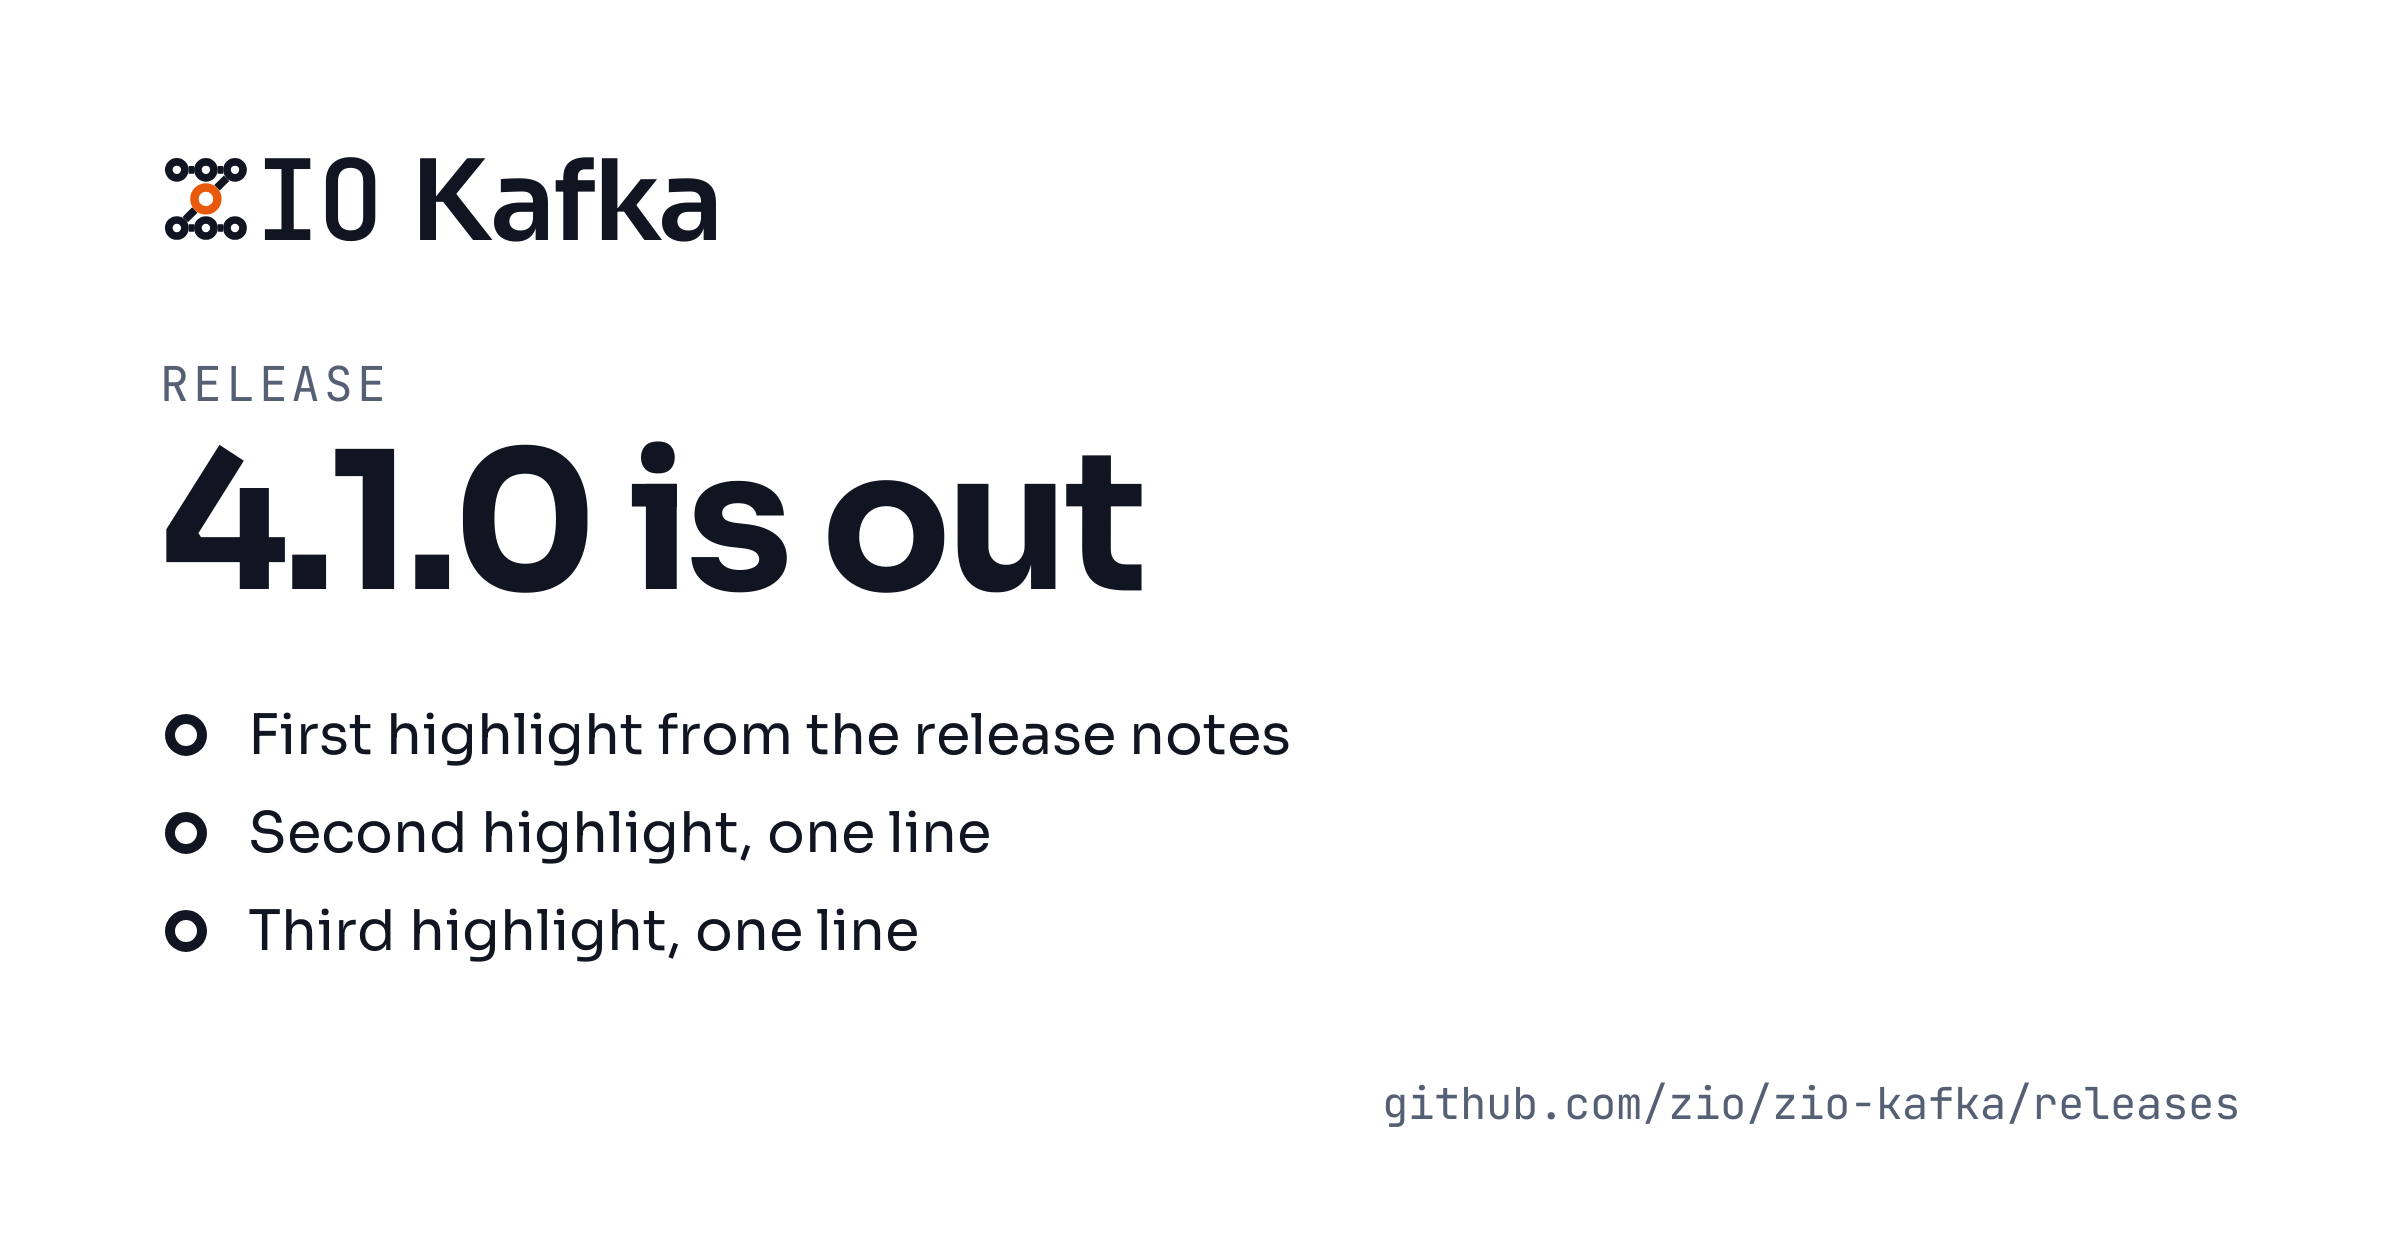 ZIO Kafka
RELEASE
4.1.0 is out
First highlight from the release notes
Second highlight, one line
Third highlight, one line
github.com/zio/zio-kafka/releases